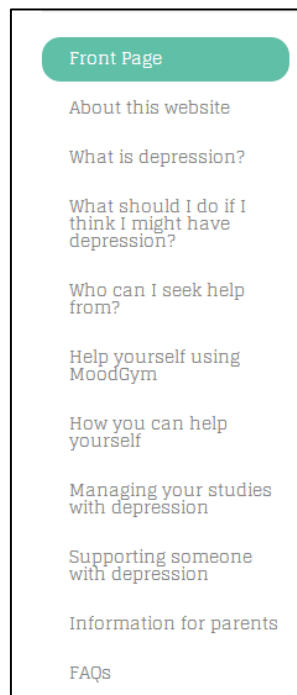 Front Page
About this website
What is depression?
What should I do if I
think I might have
depression?
Who can I seek help
from?
Help yourself using
MoodGym
How you can help
yourself
Managing your studies
with depression
Supporting someone
with depression
Information for parents
FAQs